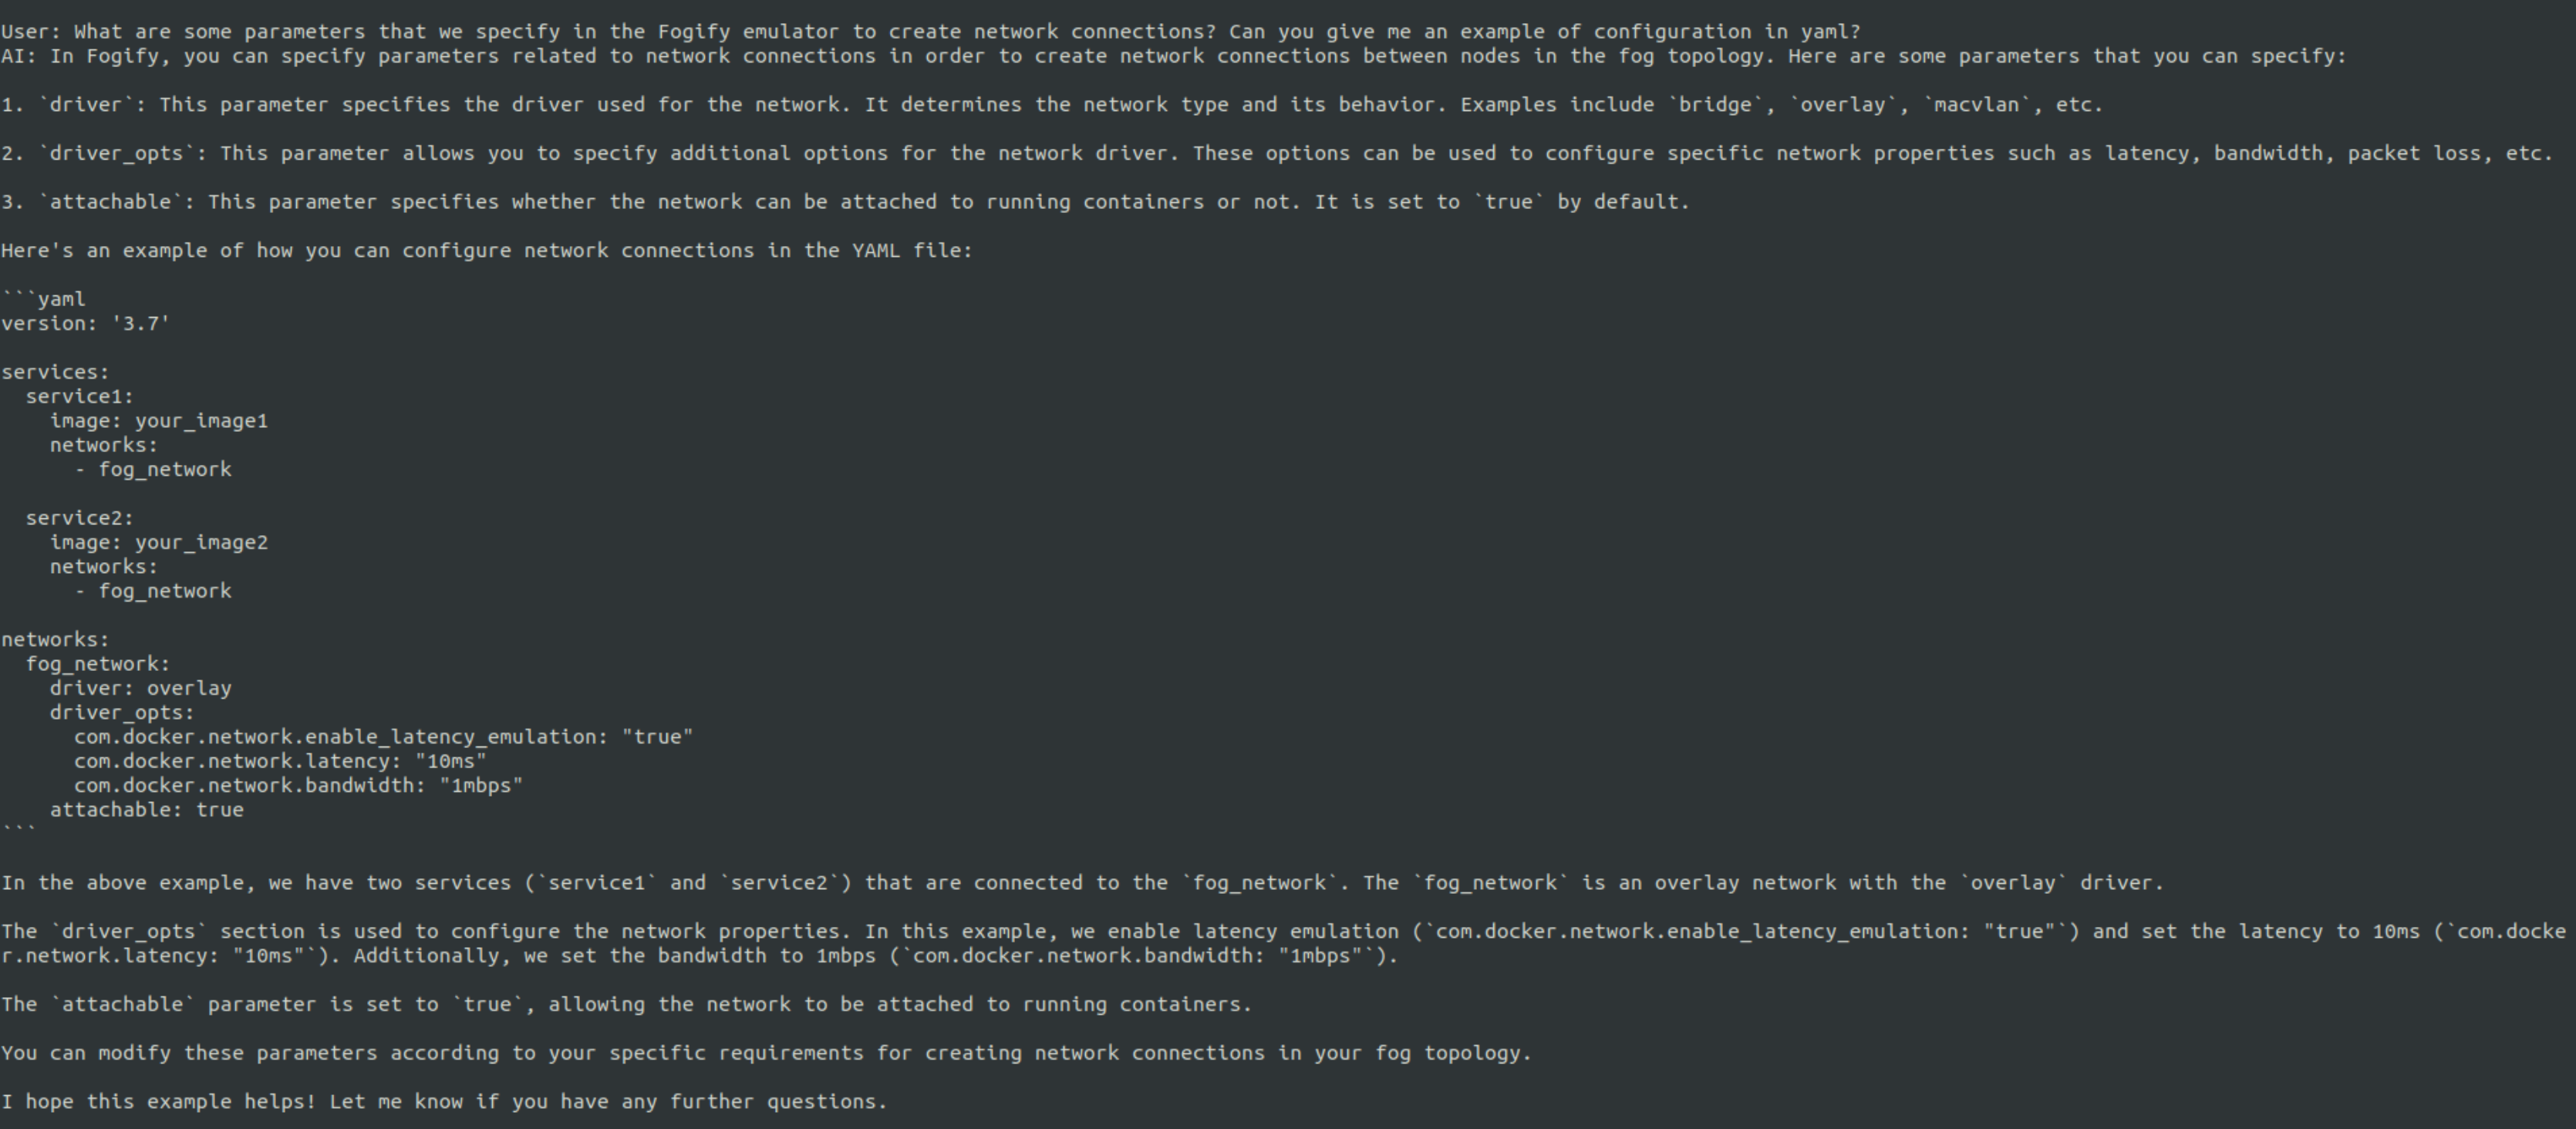 User: What are some parameters that we specify in the Fogify emulator to create network connections? Can you give me an example of configuration in yaml?
AI: In Fogify, you can specify parameters related to network connections in order to create network connections between nodes in the fog topology. Here are some parameters that you can specify:
1. `driver`: This parameter specifies the driver used for the network. It determines the network type and its behavior. Examples include `bridge`, `overlay`, `macvlan`, etc.
2. `driver_opts`: This parameter allows you to specify additional options for the network driver. These options can be used to configure specific network properties such as latency, bandwidth, packet loss, etc.
3. `attachable`: This parameter specifies whether the network can be attached to running containers or not. It is set to `true` by default.
Here's an example of how you can configure network connections in the YAML file:
```yaml
version: '3.7'
services:
  service1:
    image: your_image1
    networks:
      - fog_network
  service2:
    image: your_image2
    networks:
      - fog_network
networks:
  fog_network:
    driver: overlay
    driver_opts:
      com.docker.network.enable_latency_emulation: "true"
      com.docker.network.latency: "10ms"
      com.docker.network.bandwidth: "1mbps"
    attachable: true
```
In the above example, we have two services (`service1` and `service2`) that are connected to the `fog_network`. The `fog_network` is an overlay network with the `overlay` driver.
The `driver_opts` section is used to configure the network properties. In this example, we enable latency emulation (`com.docker.network.enable_latency_emulation: "true"`) and set the latency to 10ms (`com.docke
r.network.latency: "10ms"`). Additionally, we set the bandwidth to 1mbps (`com.docker.network.bandwidth: "1mbps"`).
The `attachable` parameter is set to `true`, allowing the network to be attached to running containers.
You can modify these parameters according to your specific requirements for creating network connections in your fog topology.
I hope this example helps! Let me know if you have any further questions.